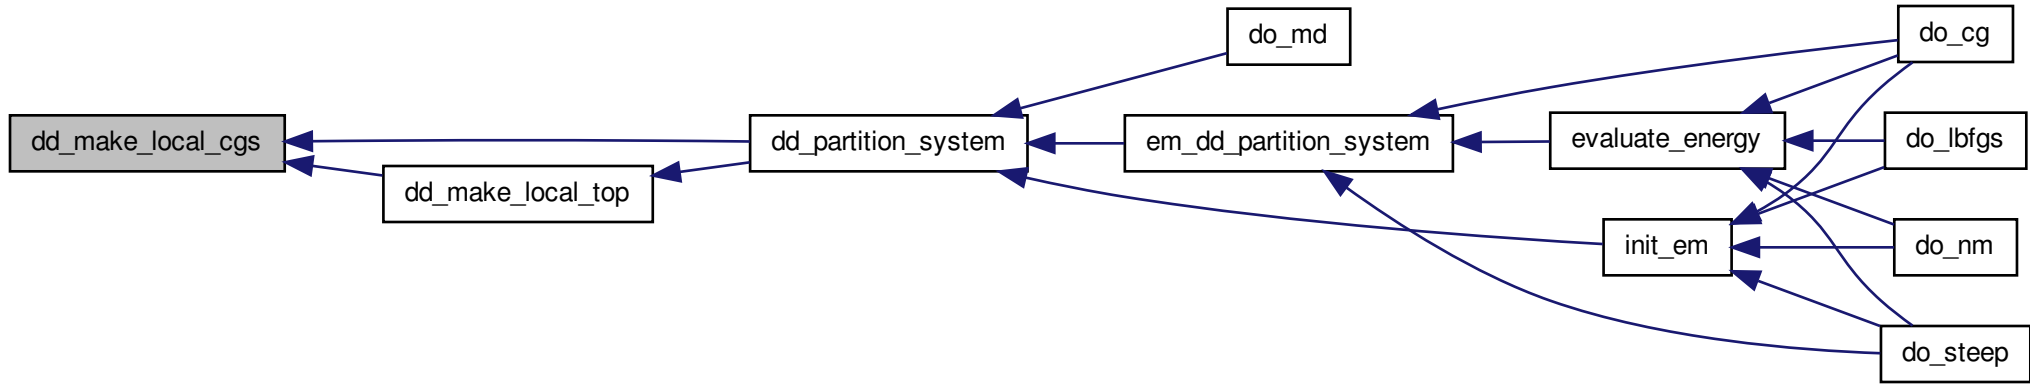 dd_make_local_cgs
dd_make_local_top
dd_partition_system
do_md
em_dd_partition_system
evaluate_energy
init_em
do_cg
do_lbfgs
do_nm
do_steep